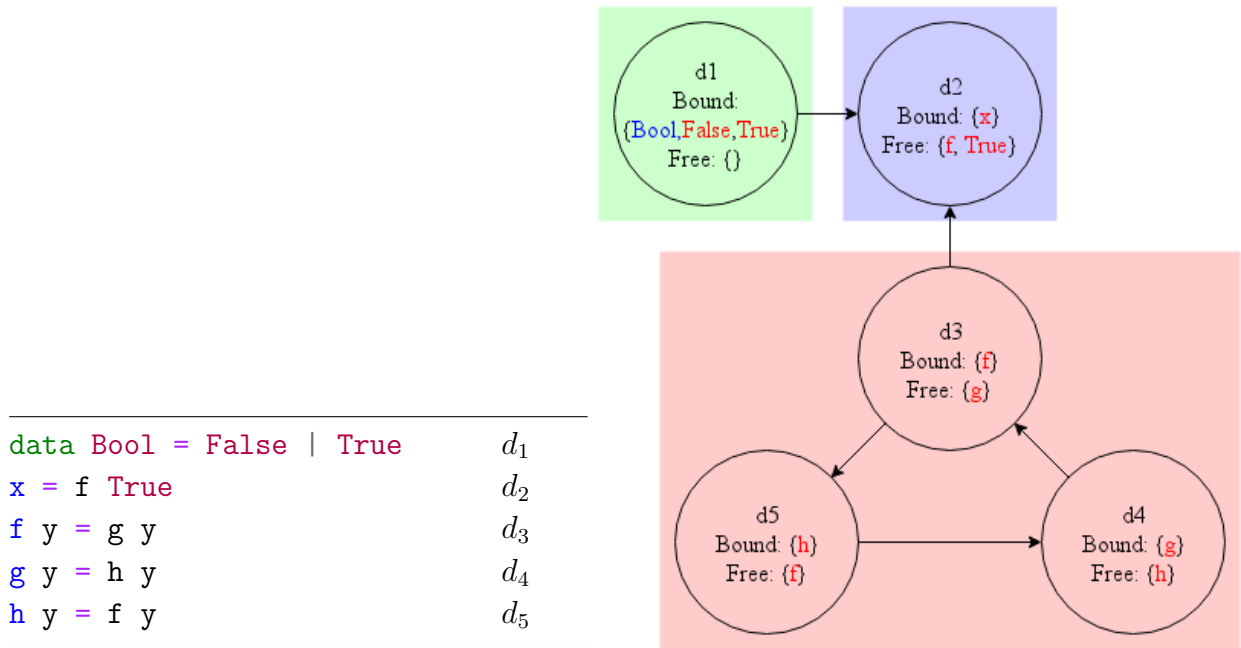 data Bool = False | True d₁
x = f True d₂
f y = g y d₃
g y = h y d₄
h y = f y d₅
d1
Bound:
{Bool,False,True}
Free: {}
d2
Bound: {x}
Free: {f, True}
d3
Bound: {f}
Free: {g}
d5
Bound: {h}
Free: {f}
d4
Bound: {g}
Free: {h}